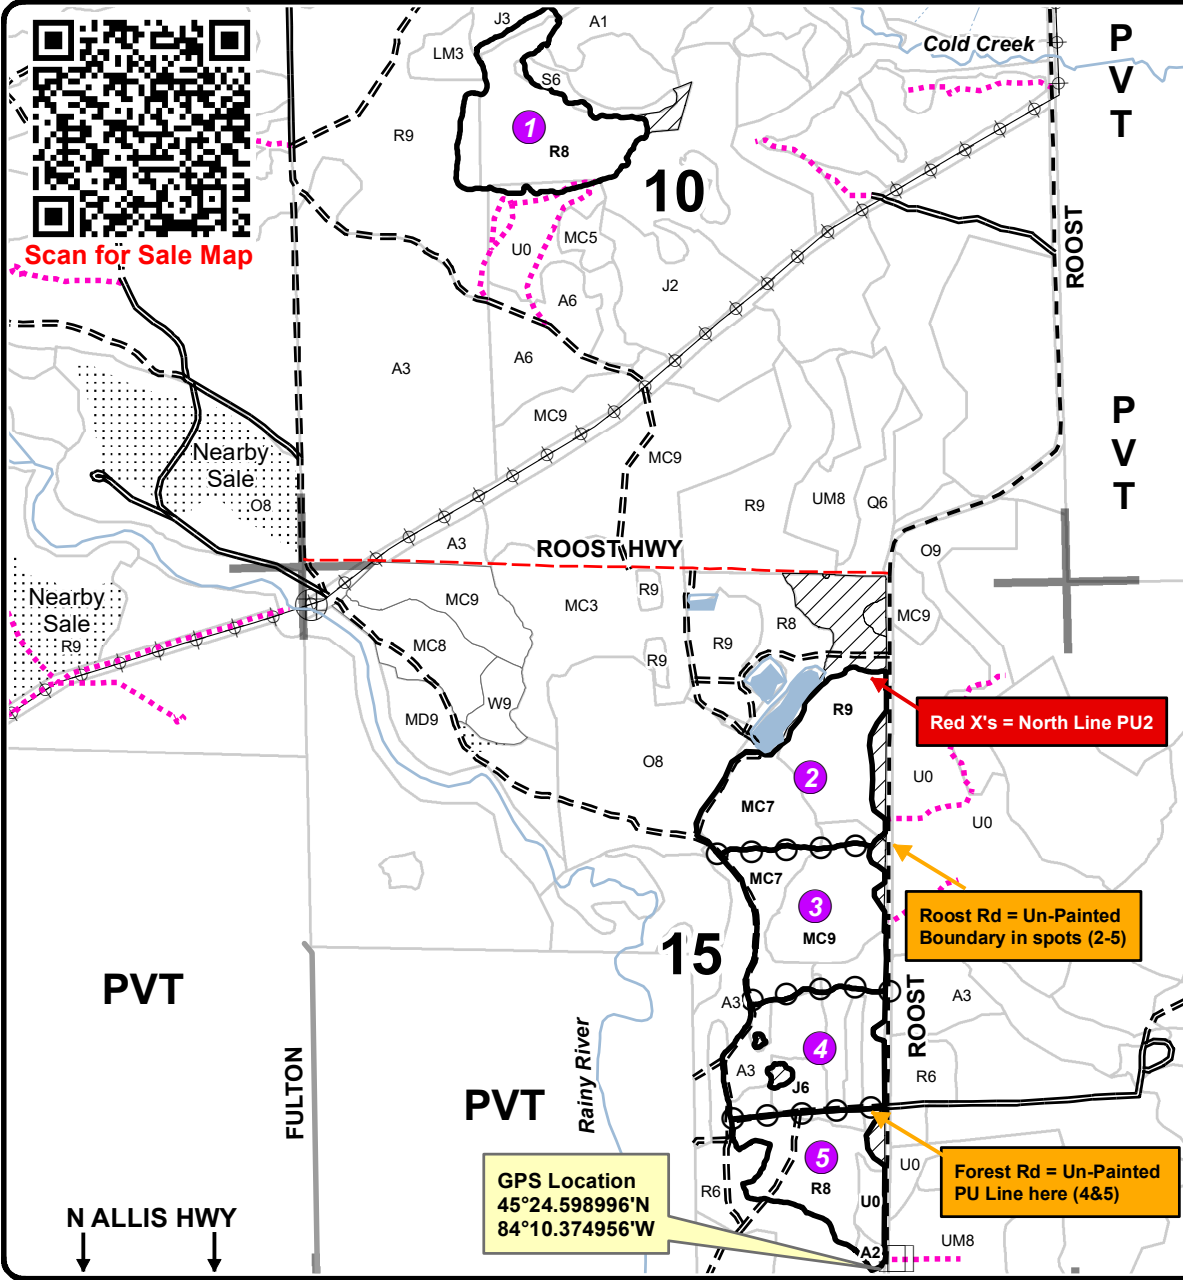 J3
A1
P
V
T
Cold Creek
LM3
S6
R9
1
R8
10
ROOST
Scan for Sale Map
U0
MC5
A6
J2
A6
A3
MC9
P
V
T
MC9
Nearby
Sale
O8
R9
UM8
Q6
A3
ROOST HWY
O9
Nearby
Sale
R9
MC9
MC3
R9
R8
MC9
MC8
R9
R9
W9
MD9
R9
Red X's = North Line PU2
O8
2
U0
MC7
U0
MC7
3
MC9
Roost Rd = Un-Painted
Boundary in spots (2-5)
15
PVT
A3
A3
ROOST
Rainy River
4
A3
J6
R6
FULTON
PVT
5
R8
U0
Forest Rd = Un-Painted
PU Line here (4&5)
GPS Location
45°24.598996'N
84°10.374956'W
R6
U0
N ALLIS HWY
A2
UM8